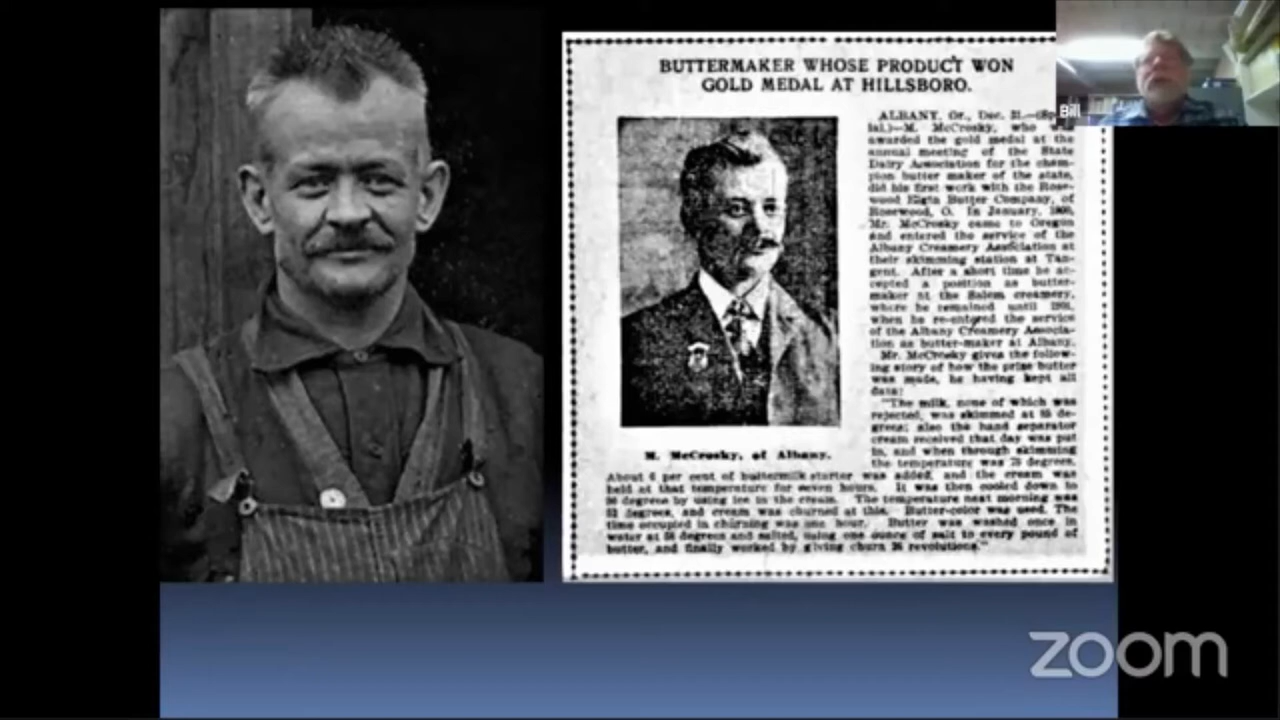 BUTTERMAKER WHOSE PRODUCT WON
GOLD MEDAL AT HILLSBORO.
Bill
ALBANY, Or., Dec. 31.—(Spe-
ial.)—M. McCrosky, who was
awarded the gold medal at the
annual meeting of the State
Dairy Association for the cham-
pion butter maker of the state,
did his first work with the Rose-
wood Elgin Butter Company, of
Rosewood, O. In January,
Mr. McCrosky came to Oregon
and entered the service of the
Albany Creamery Association at
their skimming station at Tan-
gent. After a short time he ac-
cepted a position as butter-
maker at the Salem creamery,
where he remained until
when he re-entered the service
of the Albany Creamery Associa-
tion as butter-maker at Albany.
Mr. McCrosky gives the follow-
ing story of how the prize butter
was made, he having kept all
data:
"The milk, none of which was
rejected, was skimmed at 85 de-
grees; also the hand separator
cream received that day was put
in, and when through skimming
the temperature was degrees.
M. McCrosky, of Albany.
About 6 per cent of buttermilk starter was added, and the cream was
held at that temperature for seven hours. It was then cooled down to
degrees by using ice in the cream. The temperature next morning was
52 degrees, and cream was churned at this. Butter-color was used. The
time occupied in churning was one hour. Butter was washed once in
water at degrees and salted, using one ounce of salt to every pound of
butter, and finally worked by giving churn revolutions."
zoom